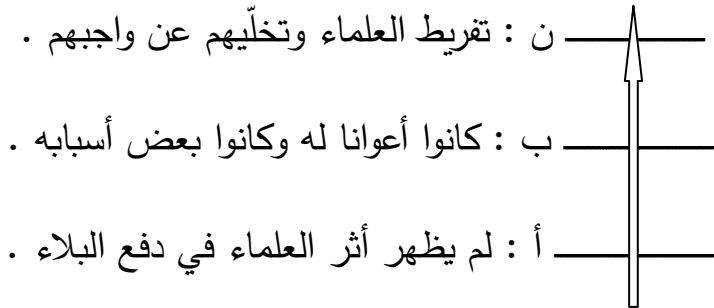 ن : تفريط العلماء وتخلّيهم عن واجبهم .
ب : كانوا أعوانا له وكانوا بعض أسبابه .
أ : لم يظهر أثر العلماء في دفع البلاء .